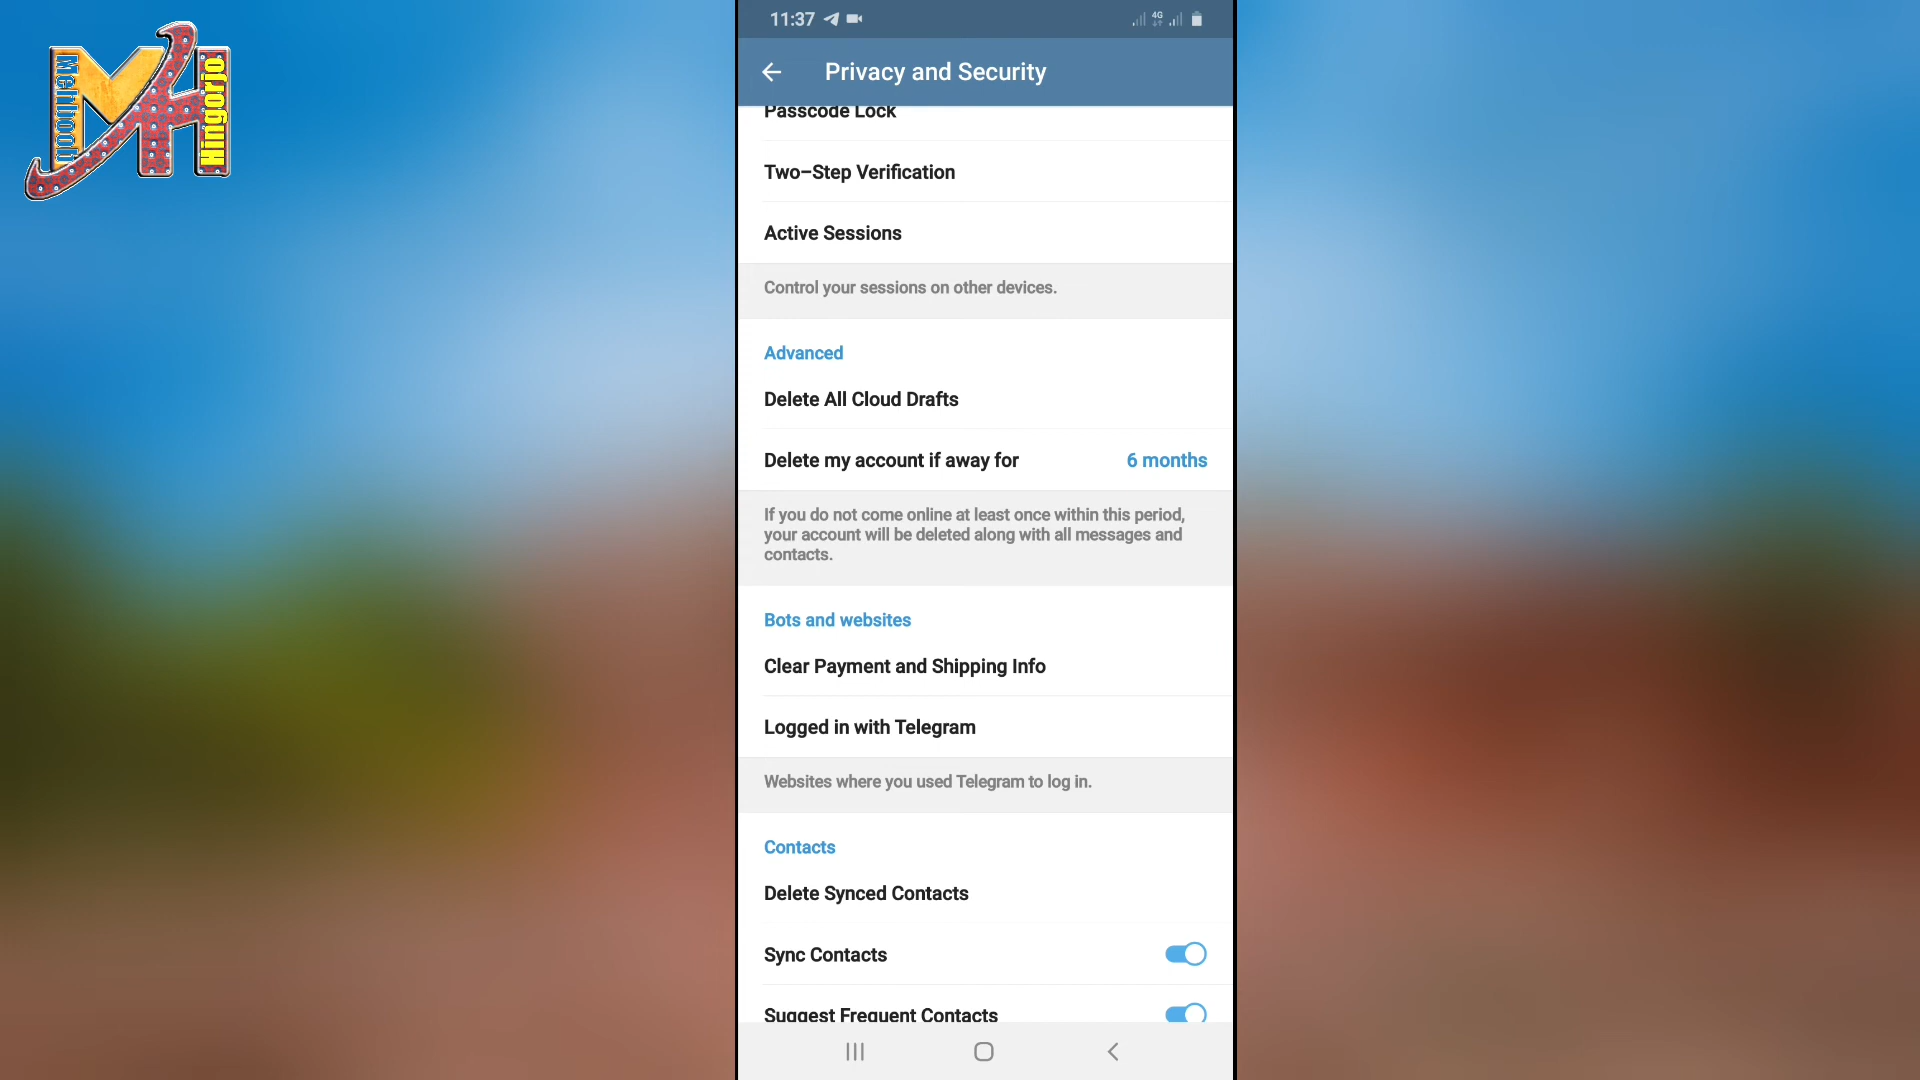 Mehboob
Hingorjo
11:37
4G
Privacy and Security
Passcode Lock
Two-Step Verification
Active Sessions
Control your sessions on other devices.
Advanced
Delete All Cloud Drafts
Delete my account if away for 6 months
If you do not come online at least once within this period,
your account will be deleted along with all messages and
contacts.
Bots and websites
Clear Payment and Shipping Info
Logged in with Telegram
Websites where you used Telegram to log in.
Contacts
Delete Synced Contacts
Sync Contacts
Suggest Frequent Contacts